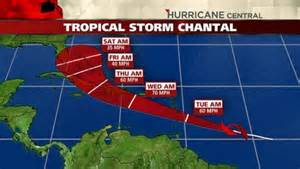 HURRICANE CENTRAL
TROPICAL STORM CHANTAL
SAT AM
35 MPH
FRI AM
40 MPH
THU AM
60 MPH
WED AM
70 MPH
TUE AM
60 MPH